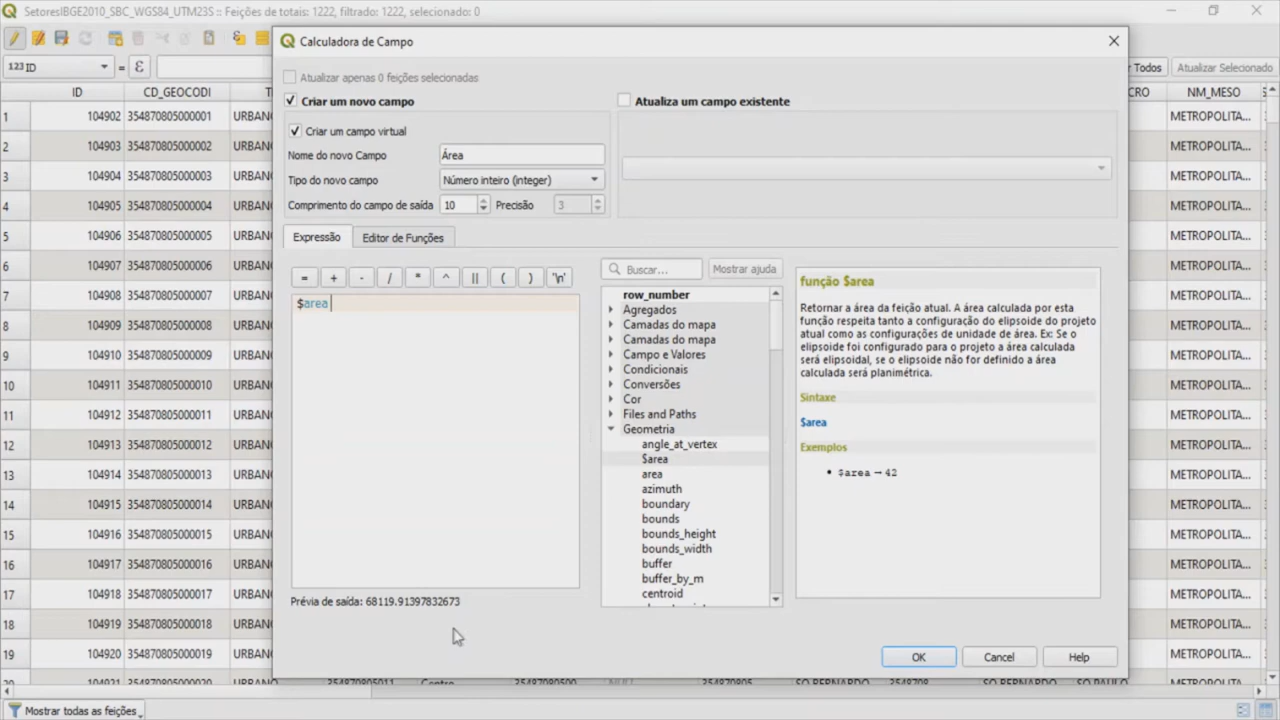 SetoresIBGE2010_SBC_WGS84_UTM23S :: Feições de totais: 1222, filtrado: 1222, selecionado: 0
Calculadora de Campo
123 ID
=
ε
r Todos
Atualizar Selecionado
Atualizar apenas 0 feições selecionadas
Criar um novo campo
Atualiza um campo existente
Criar um campo virtual
Nome do novo Campo
Área
Tipo do novo campo
Número inteiro (integer)
Comprimento do campo de saída
10
Precisão
3
Expressão
Editor de Funções
= + - / * ^ || ( ) '\n'
$area
Prévia de saída: 68119.91397832673
Buscar...
Mostrar ajuda
row_number
Agregados
Camadas do mapa
Camadas do mapa
Campo e Valores
Condicionais
Conversões
Cor
Files and Paths
Geometria
angle_at_vertex
$area
area
azimuth
boundary
bounds
bounds_height
bounds_width
buffer
buffer_by_m
centroid
função $area
Retornar a área da feição atual. A área calculada por esta
função respeita tanto a configuração do elipsoide do projeto
atual como as configurações de unidade de área. Ex: Se o
elipsoide foi configurado para o projeto a área calculada
será elipsoidal, se o elipsoide não for definido a área
calculada será planimétrica.
Sintaxe
$area
Exemplos
• $area → 42
OK
Cancel
Help
ID CD_GEOCODI CRO NM_MESO
1 104902 354870805000001 URBANO METROPOLITA...
2 104903 354870805000002 URBANO METROPOLITA...
3 104904 354870805000003 URBANO METROPOLITA...
4 104905 354870805000004 URBANO METROPOLITA...
5 104906 354870805000005 URBANO METROPOLITA...
6 104907 354870805000006 URBANO METROPOLITA...
7 104908 354870805000007 URBANO METROPOLITA...
8 104909 354870805000008 URBANO METROPOLITA...
9 104910 354870805000009 URBANO METROPOLITA...
10 104911 354870805000010 URBANO METROPOLITA...
11 104912 354870805000011 URBANO METROPOLITA...
12 104913 354870805000012 URBANO METROPOLITA...
13 104914 354870805000013 URBANO METROPOLITA...
14 104915 354870805000014 URBANO METROPOLITA...
15 104916 354870805000015 URBANO METROPOLITA...
16 104917 354870805000016 URBANO METROPOLITA...
17 104918 354870805000017 URBANO METROPOLITA...
18 104919 354870805000018 URBANO METROPOLITA...
19 104920 354870805000019 URBANO METROPOLITA...
Mostrar todas as feições